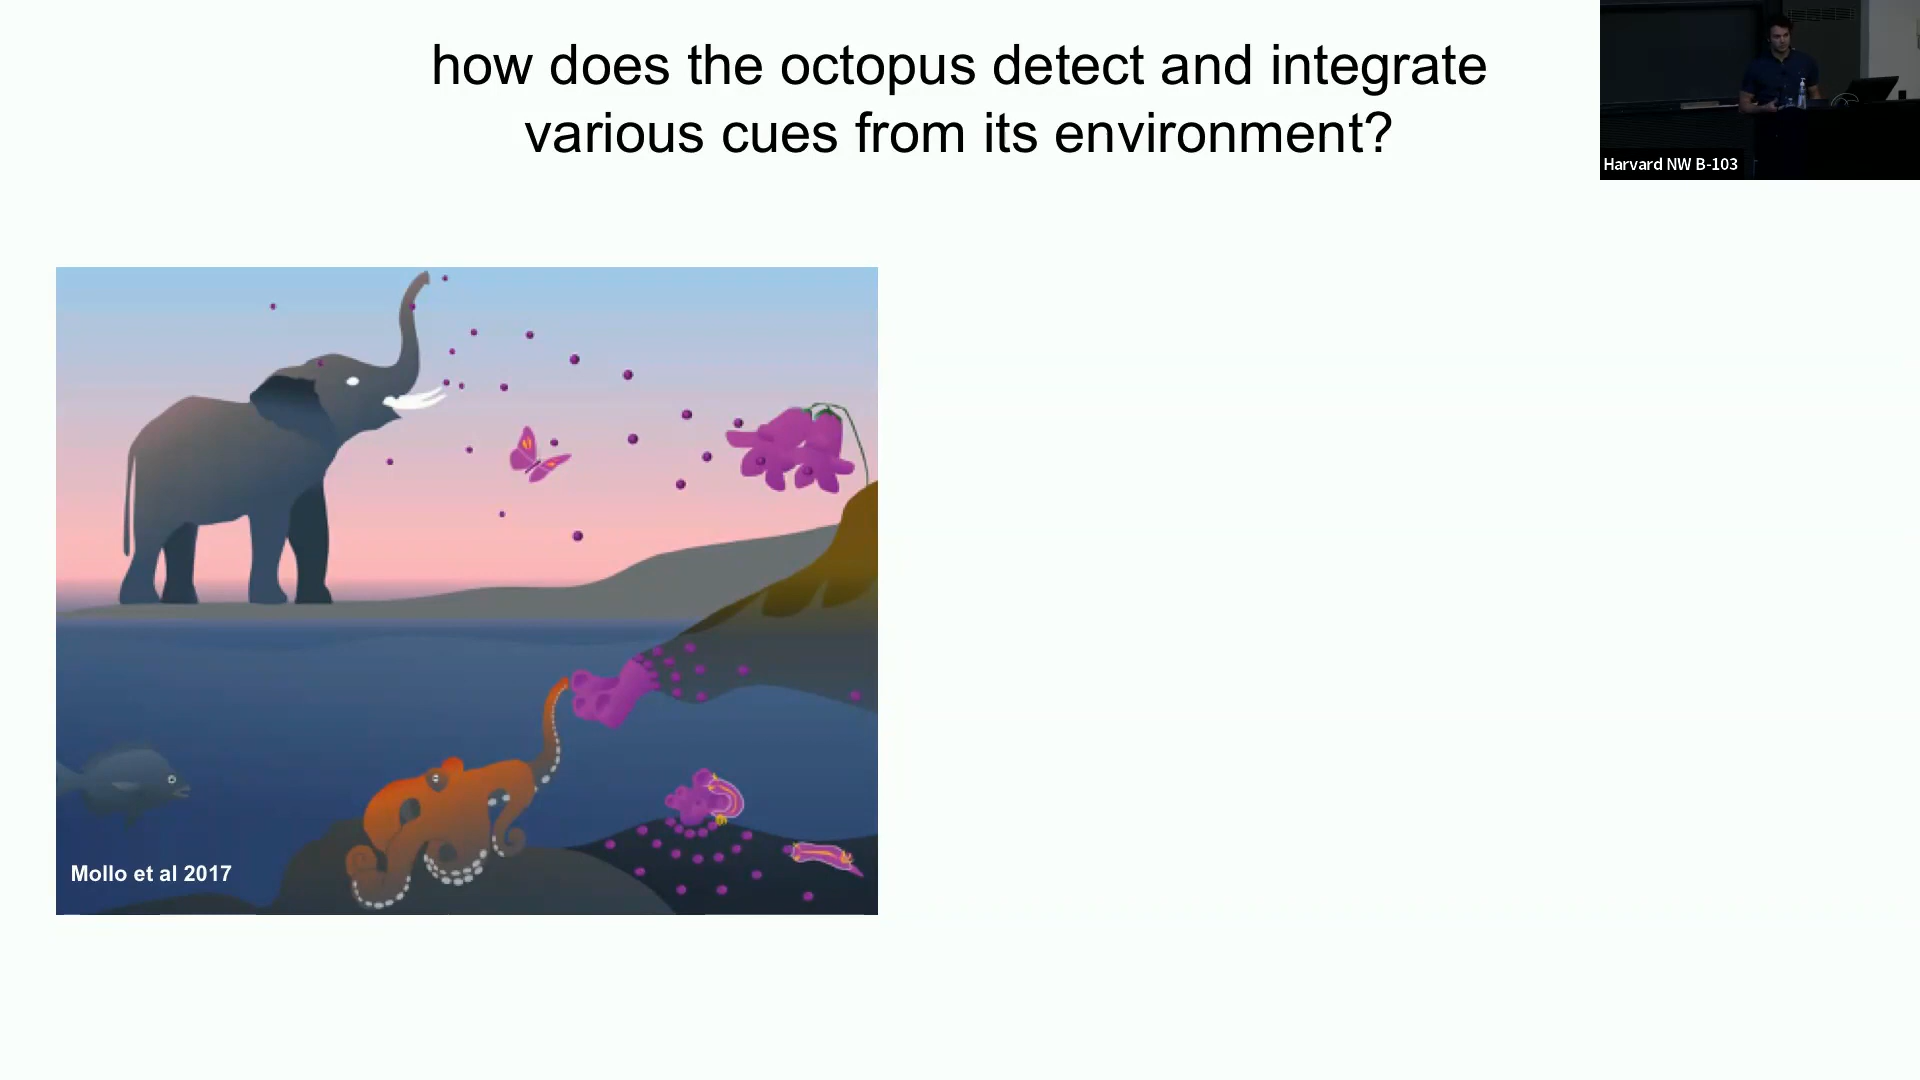 how does the octopus detect and integrate
various cues from its environment?
Harvard NW B-103
Mollo et al 2017